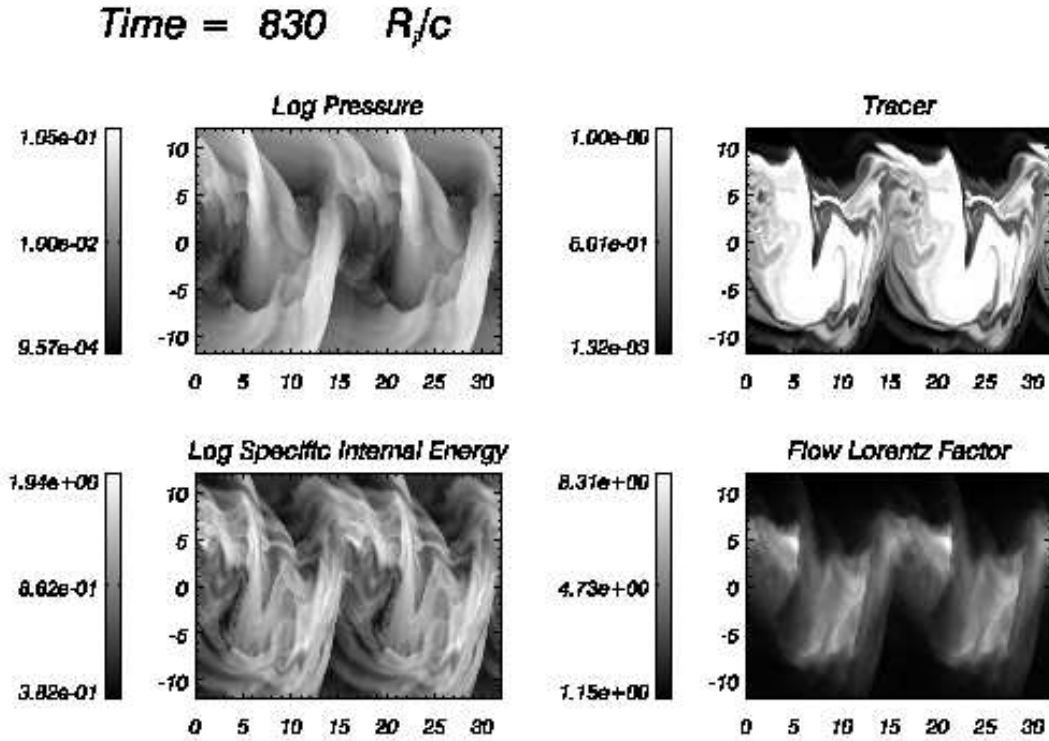 Time = 830 Rⱼ/c
Log Pressure
1.05e-01
1.00e-02
9.57e-04
10
5
0
-5
-10
0 5 10 15 20 25 30
Tracer
1.00e-00
6.01e-01
1.32e-03
10
5
0
-5
-10
0 5 10 15 20 25 30
Log Specific Internal Energy
1.94e+00
8.62e-01
3.82e-01
10
5
0
-5
-10
0 5 10 15 20 25 30
Flow Lorentz Factor
8.31e+00
4.73e+00
1.15e+00
10
5
0
-5
-10
0 5 10 15 20 25 30